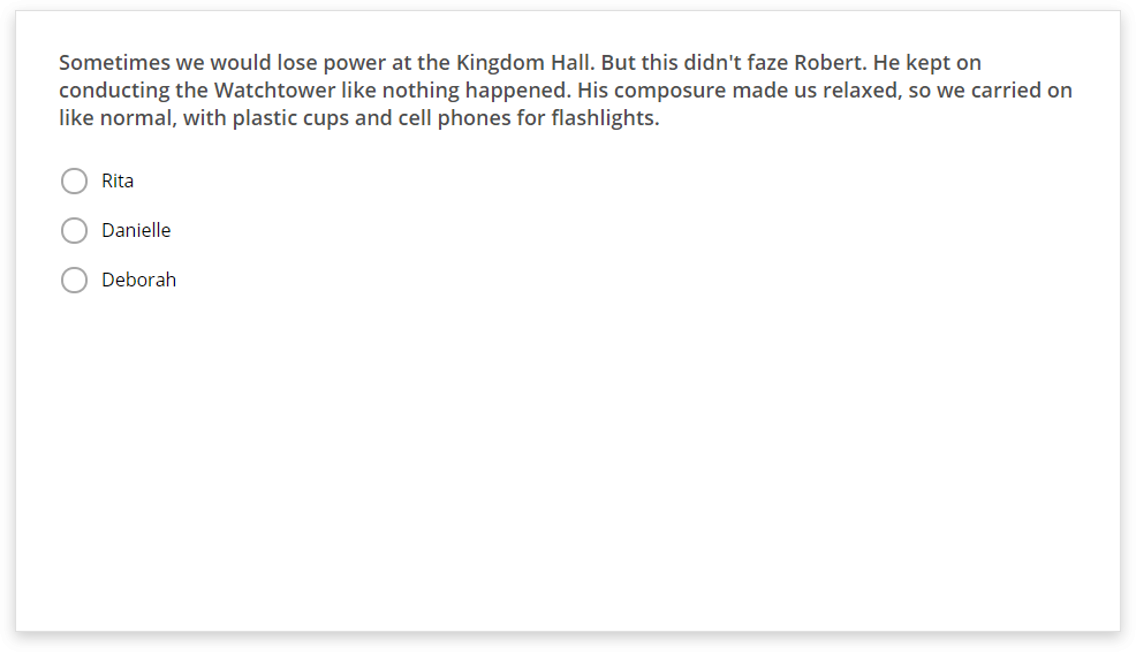 Sometimes we would lose power at the Kingdom Hall. But this didn't faze Robert. He kept on
conducting the Watchtower like nothing happened. His composure made us relaxed, so we carried on
like normal, with plastic cups and cell phones for flashlights.
Rita
Danielle
Deborah